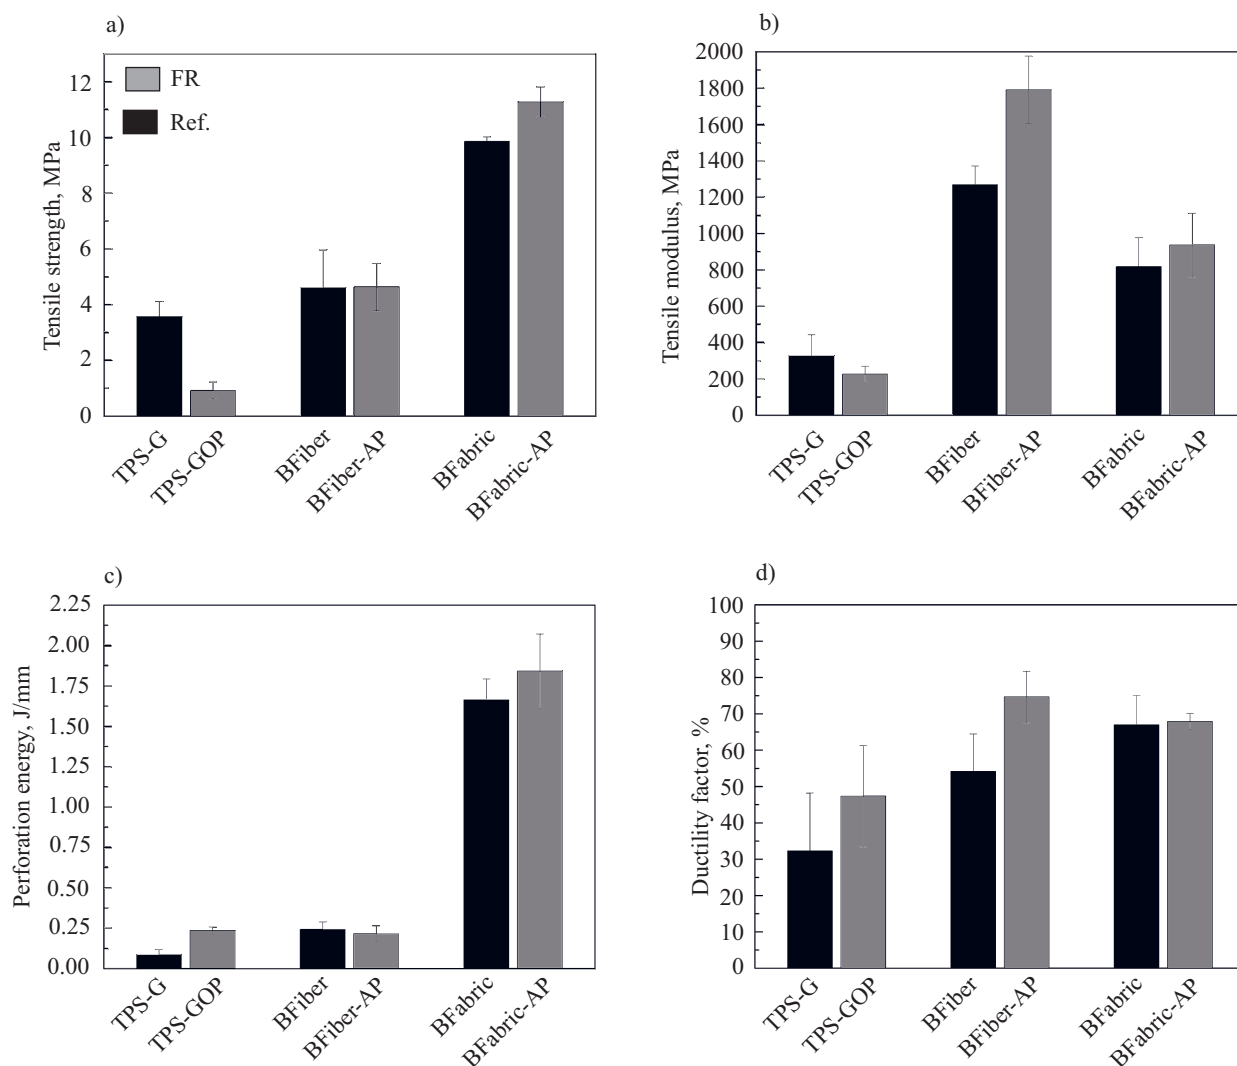 a)
Tensile strength, MPa
12
10
8
6
4
2
0
FR
Ref.
TPS-G
TPS-GOP
BFiber
BFiber-AP
BFabric
BFabric-AP
b)
Tensile modulus, MPa
2000
1800
1600
1400
1200
1000
800
600
400
200
0
TPS-G
TPS-GOP
BFiber
BFiber-AP
BFabric
BFabric-AP
c)
Perforation energy, J/mm
2.25
2.00
1.75
1.50
1.25
1.00
0.75
0.50
0.25
0.00
TPS-G
TPS-GOP
BFiber
BFiber-AP
BFabric
BFabric-AP
d)
Ductility factor, %
100
90
80
70
60
50
40
30
20
10
0
TPS-G
TPS-GOP
BFiber
BFiber-AP
BFabric
BFabric-AP